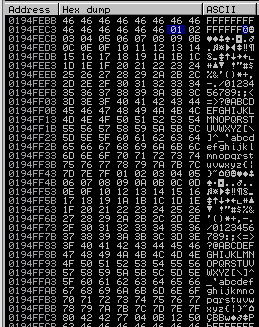 Address Hex dump ASCII
0194FEBB 46 46 46 46 46 46 46 46 FFFFFFFF
0194FEC3 46 46 46 46 46 46 01 FFFFFF
0194FECB 03 04 05 06 07 08 09
0194FED3 0C 0E 0F 10 11 12 13 14
0194FEDB 15 16 17 18 19 1A 1B 1C
0194FEE3 1D 1E 1F 20 21 22 23 24 !"#$
0194FEEB 25 26 27 28 29 2A 2B 2C %&'()*+,
0194FEF3 2D 2E 2F 30 31 32 33 34 -./01234
0194FEFB 35 36 37 38 39 3A 3B 3C 56789:;<
0194FF03 3D 3E 3F 40 41 42 43 44 =>?@ABCD
0194FF0B 45 46 47 48 49 4A 4B 4C EFGHIJKL
0194FF13 4D 4E 4F 50 51 52 53 54 MNOPQRST
0194FF1B 55 56 57 58 59 5A 5B 5C UVWXYZ[\
0194FF23 5D 5E 5F 60 61 62 63 64 ]^_`abcd
0194FF2B 65 66 67 68 69 6A 6B 6C efghijkl
0194FF33 6D 6E 6F 70 71 72 73 74 mnopqrst
0194FF3B 75 76 77 78 79 7A 7B 7C uvwxyz{|
0194FF43 7D 7E 7F 01 02 03 04 05 }~
0194FF4B 06 07 08 09
0194FF53 0F 10 11 12 13 14 15 16
0194FF5B 17 18 19 1A 1B 1C 1D 1E
0194FF63 1F 20 21 22 23 24 25 26 !"#$%&
0194FF6B 27 28 29 2A 2B 2C 2D 2E '()*+,-.
0194FF73 2F 30 31 32 33 34 35 36 /0123456
0194FF7B 37 38 39 3A 3B 3C 3D 3E 789:;<=>
0194FF83 3F 40 41 42 43 44 45 46 ?@ABCDEF
0194FF8B 47 48 49 4A 4B 4C 4D 4E GHIJKLMN
0194FF93 4F 50 51 52 53 54 55 56 OPQRSTUV
0194FF9B 57 58 59 5A 5B 5C 5D 5E WXYZ[\]^
0194FFA3 5F 60 61 62 63 64 65 66 _`abcdef
0194FFAB 67 68 69 6A 6B 6C 6D 6E ghijklmn
0194FFB3 6F 70 71 72 73 74 75 76 opqrstuv
0194FFBB 77 78 79 7A 7B 7C 7D 7E wxyz{|}~
0194FFC3 7F 80 42 77 04 0B 12 50